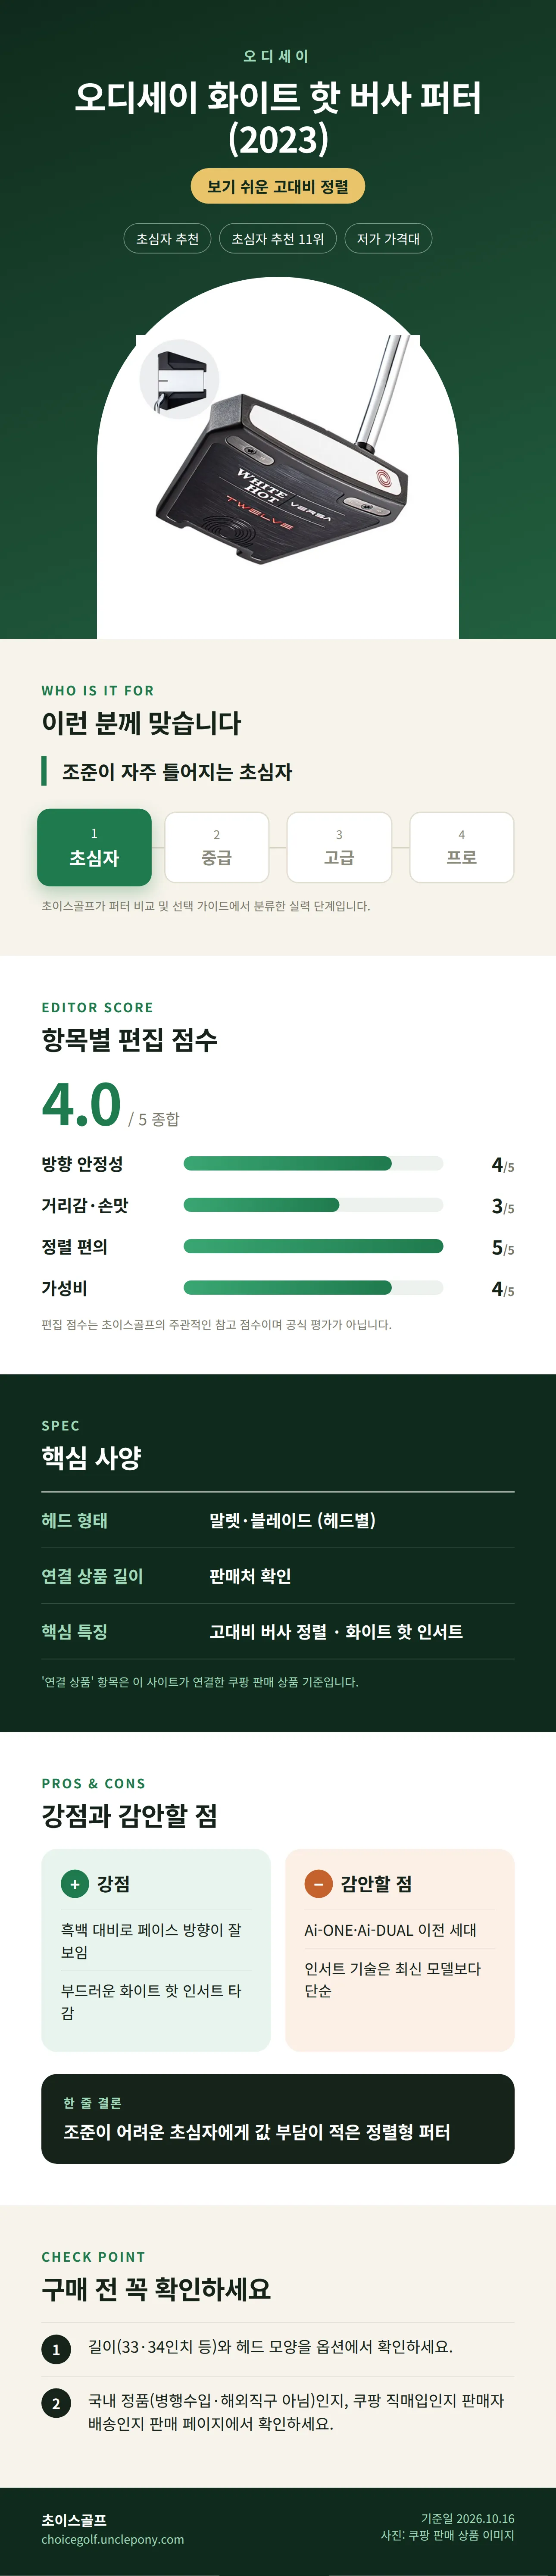 오디세이
오디세이 화이트 핫 버사 퍼터
(2023)
보기 쉬운 고대비 정렬
초심자 추천
초심자 추천 11위
저가 가격대
WHITE
HOT
VERSA
TWELVE
WHO IS IT FOR
이런 분께 맞습니다
조준이 자주 틀어지는 초심자
1
초심자
2
중급
3
고급
4
프로
초이스골프가 퍼터 비교 및 선택 가이드에서 분류한 실력 단계입니다.
EDITOR SCORE
항목별 편집 점수
4.0 / 5 종합
방향 안정성 4/5
거리감·손맛 3/5
정렬 편의 5/5
가성비 4/5
편집 점수는 초이스골프의 주관적인 참고 점수이며 공식 평가가 아닙니다.
SPEC
핵심 사양
헤드 형태 말렛·블레이드 (헤드별)
연결 상품 길이 판매처 확인
핵심 특징 고대비 버사 정렬 · 화이트 핫 인서트
'연결 상품' 항목은 이 사이트가 연결한 쿠팡 판매 상품 기준입니다.
PROS & CONS
강점과 감안할 점
+ 강점
흑백 대비로 페이스 방향이 잘
보임
부드러운 화이트 핫 인서트 타
감
− 감안할 점
Ai-ONE·Ai-DUAL 이전 세대
인서트 기술은 최신 모델보다
단순
한 줄 결론
조준이 어려운 초심자에게 값 부담이 적은 정렬형 퍼터
CHECK POINT
구매 전 꼭 확인하세요
1 길이(33·34인치 등)와 헤드 모양을 옵션에서 확인하세요.
2 국내 정품(병행수입·해외직구 아님)인지, 쿠팡 직매입인지 판매자
배송인지 판매 페이지에서 확인하세요.
초이스골프
choicegolf.unclepony.com
기준일 2026.10.16
사진: 쿠팡 판매 상품 이미지